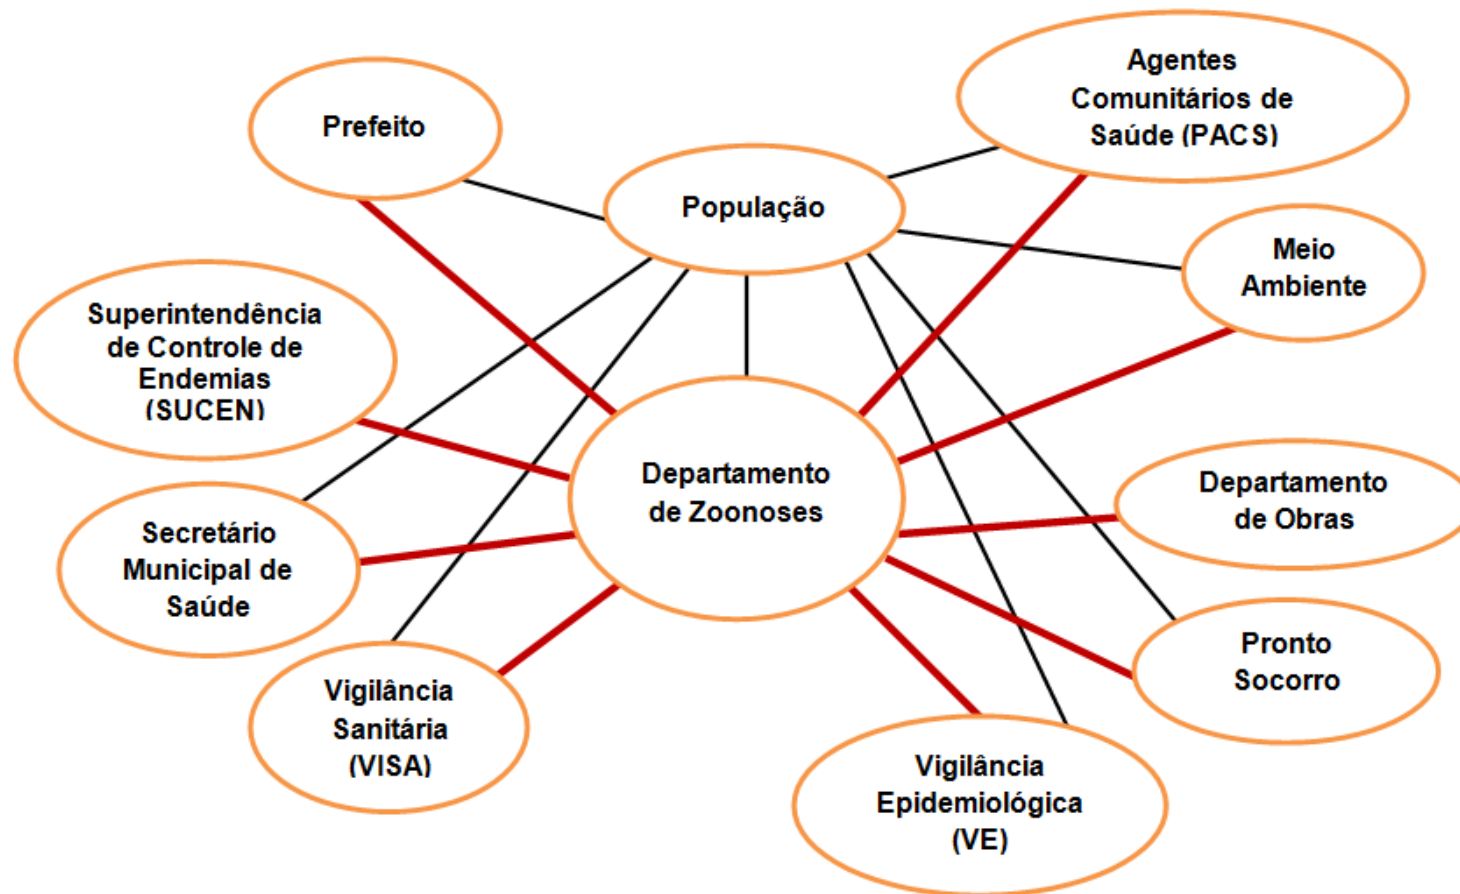 Prefeito
Agentes
Comunitários de
Saúde (PACS)
População
Meio
Ambiente
Superintendência
de Controle de
Endemias
(SUCEN)
Departamento
de Zoonoses
Departamento
de Obras
Secretário
Municipal de
Saúde
Pronto
Socorro
Vigilância
Sanitária
(VISA)
Vigilância
Epidemiológica
(VE)